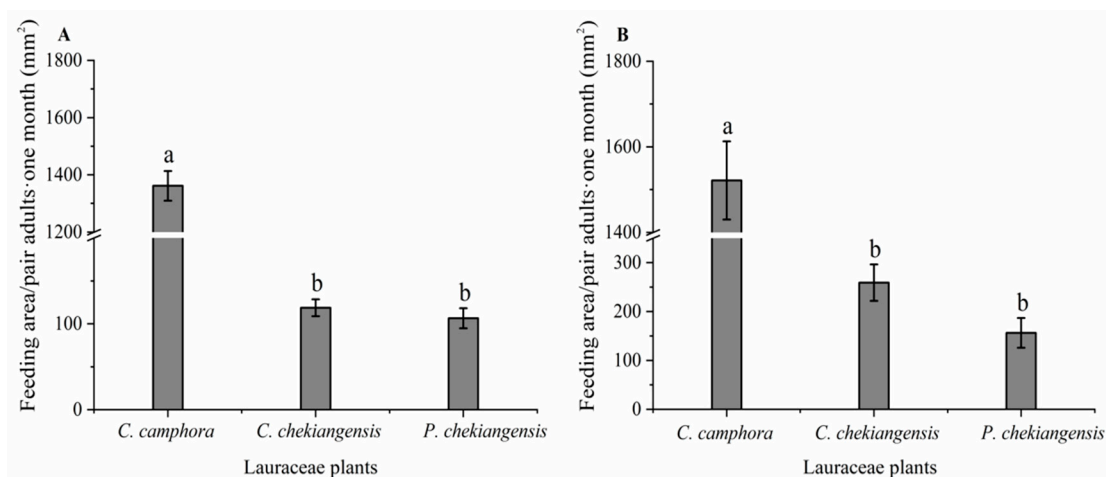 A
Feeding area/pair adults·one month (mm²)
1800
1600
1400
1200
100
0
a
b
b
C. camphora
C. chekiangensis
P. chekiangensis
Lauraceae plants
B
Feeding area/pair adults·one month (mm²)
1800
1600
1400
300
200
100
0
a
b
b
C. camphora
C. chekiangensis
P. chekiangensis
Lauraceae plants